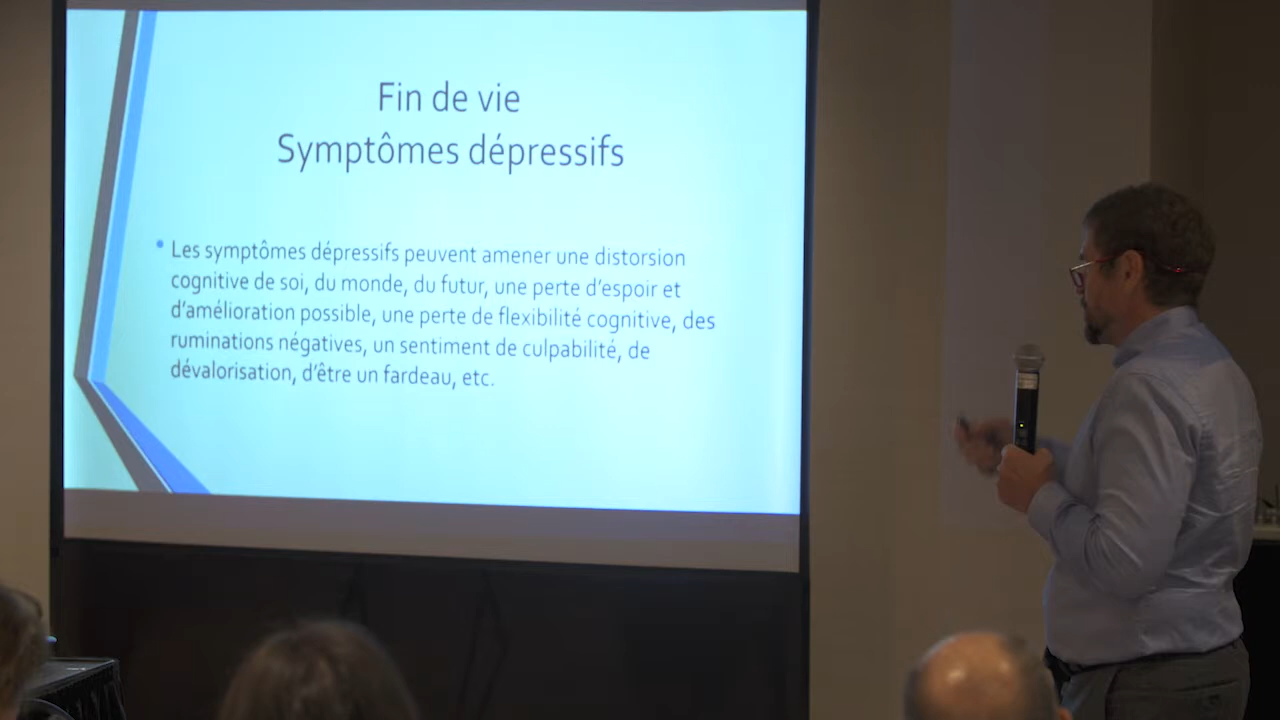 Fin de vie
Symptômes dépressifs
• Les symptômes dépressifs peuvent amener une distorsion
cognitive de soi, du monde, du futur, une perte d'espoir et
d'amélioration possible, une perte de flexibilité cognitive, des
ruminations négatives, un sentiment de culpabilité, de
dévalorisation, d'être un fardeau, etc.